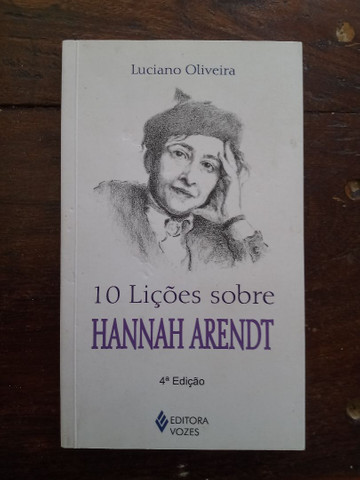 Luciano Oliveira
10 Lições sobre
HANNAH ARENDT
4ª Edição
EDITORA
VOZES